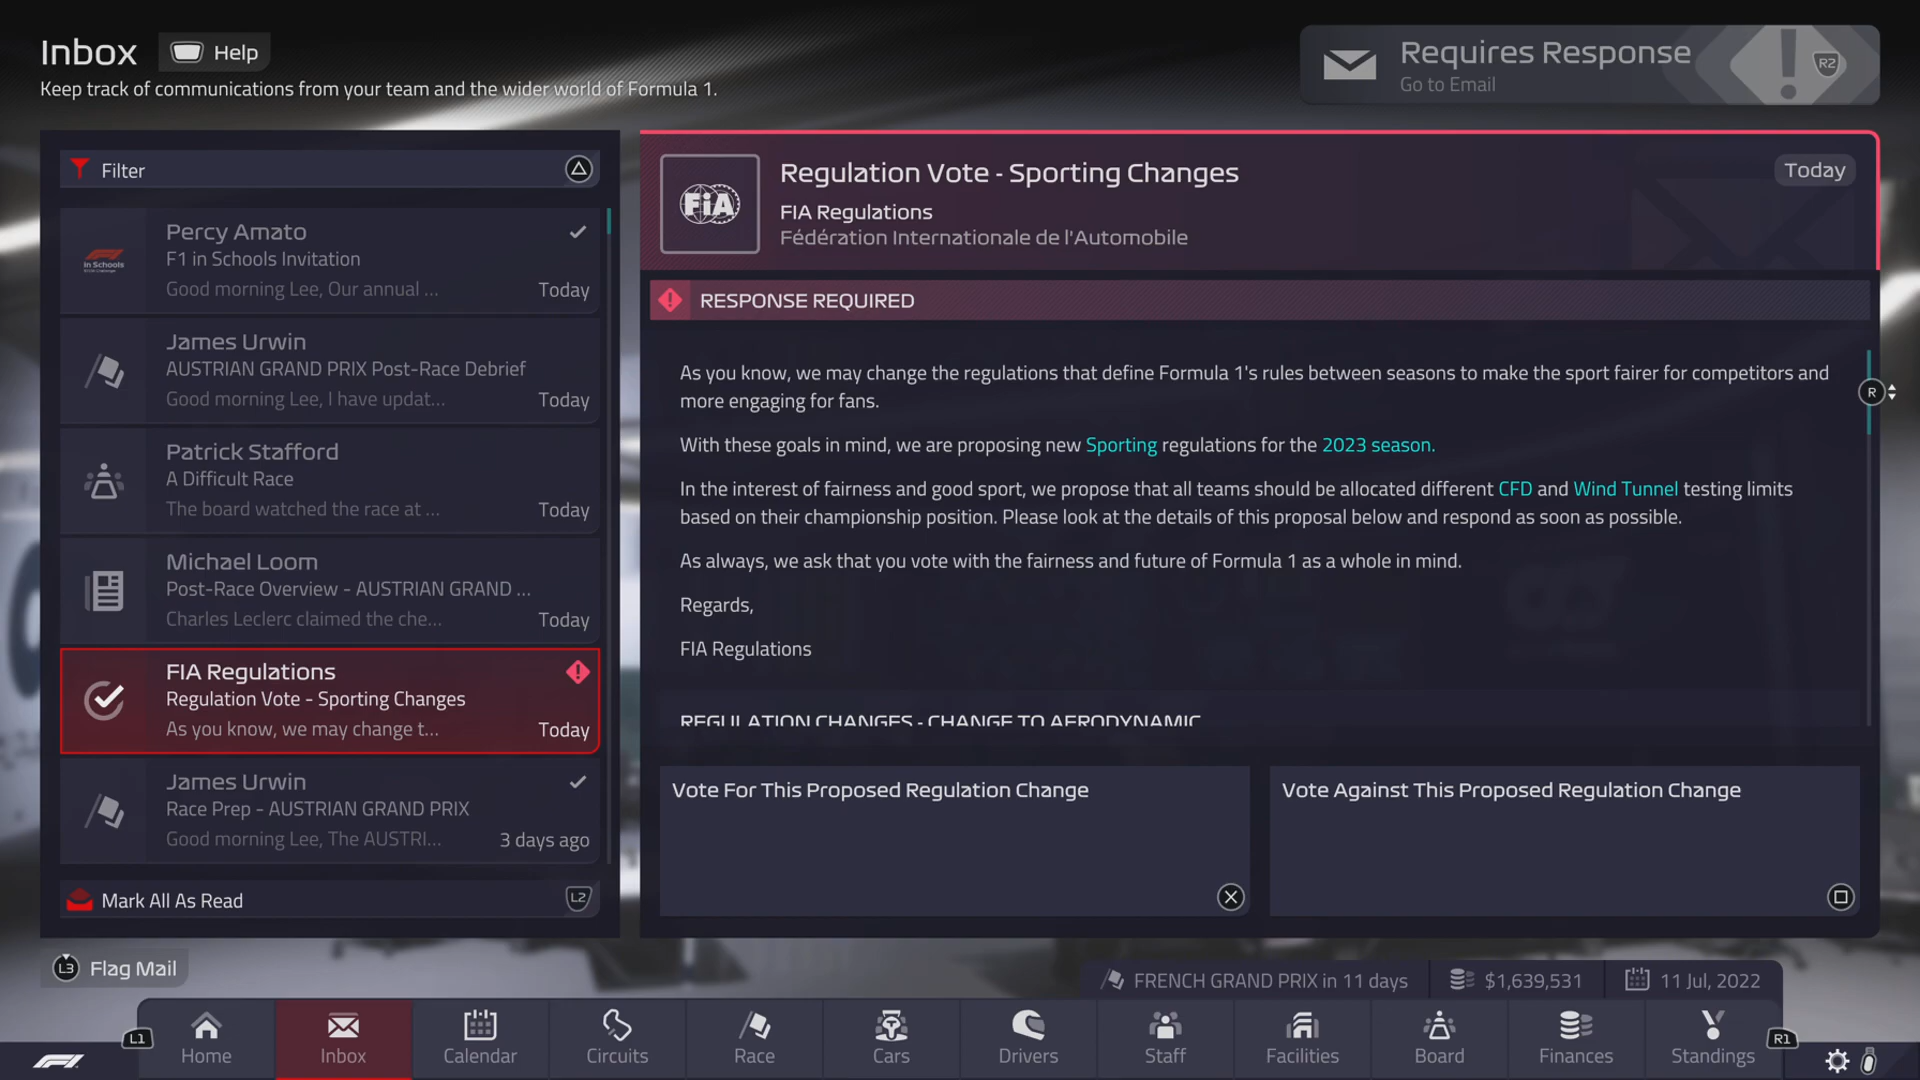 Inbox
Help
Keep track of communications from your team and the wider world of Formula 1.
Requires Response
Go to Email
R2
Filter
In Schools
Percy Amato
F1 in Schools Invitation
Good morning Lee, Our annual ...
Today
James Urwin
AUSTRIAN GRAND PRIX Post-Race Debrief
Good morning Lee, I have updat...
Today
Patrick Stafford
A Difficult Race
The board watched the race at ...
Today
Michael Loom
Post-Race Overview - AUSTRIAN GRAND ...
Charles Leclerc claimed the che...
Today
FIA Regulations
Regulation Vote - Sporting Changes
As you know, we may change t...
Today
James Urwin
Race Prep - AUSTRIAN GRAND PRIX
Good morning Lee, The AUSTRI...
3 days ago
Mark All As Read
L2
FiA
Regulation Vote - Sporting Changes
FIA Regulations
Fédération Internationale de l'Automobile
Today
RESPONSE REQUIRED
As you know, we may change the regulations that define Formula 1's rules between seasons to make the sport fairer for competitors and
more engaging for fans.
With these goals in mind, we are proposing new Sporting regulations for the 2023 season.
In the interest of fairness and good sport, we propose that all teams should be allocated different CFD and Wind Tunnel testing limits
based on their championship position. Please look at the details of this proposal below and respond as soon as possible.
As always, we ask that you vote with the fairness and future of Formula 1 as a whole in mind.
Regards,
FIA Regulations
REGULATION CHANGES - CHANGE TO AERODYNAMIC
R
Vote For This Proposed Regulation Change
Vote Against This Proposed Regulation Change
L3
Flag Mail
FRENCH GRAND PRIX in 11 days
$1,639,531
11 Jul, 2022
L1
Home
Inbox
Calendar
Circuits
Race
Cars
Drivers
Staff
Facilities
Board
Finances
Standings
R1